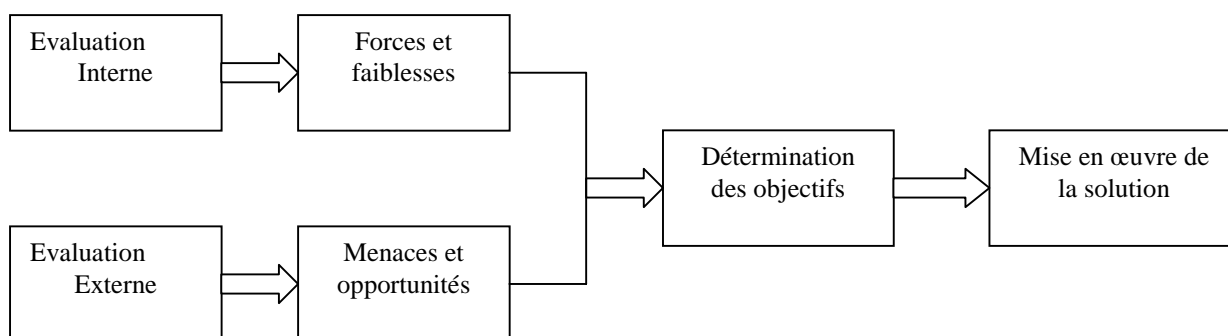 Evaluation
Interne
Forces et
faiblesses
Détermination
des objectifs
Mise en œuvre de
la solution
Evaluation
Externe
Menaces et
opportunités